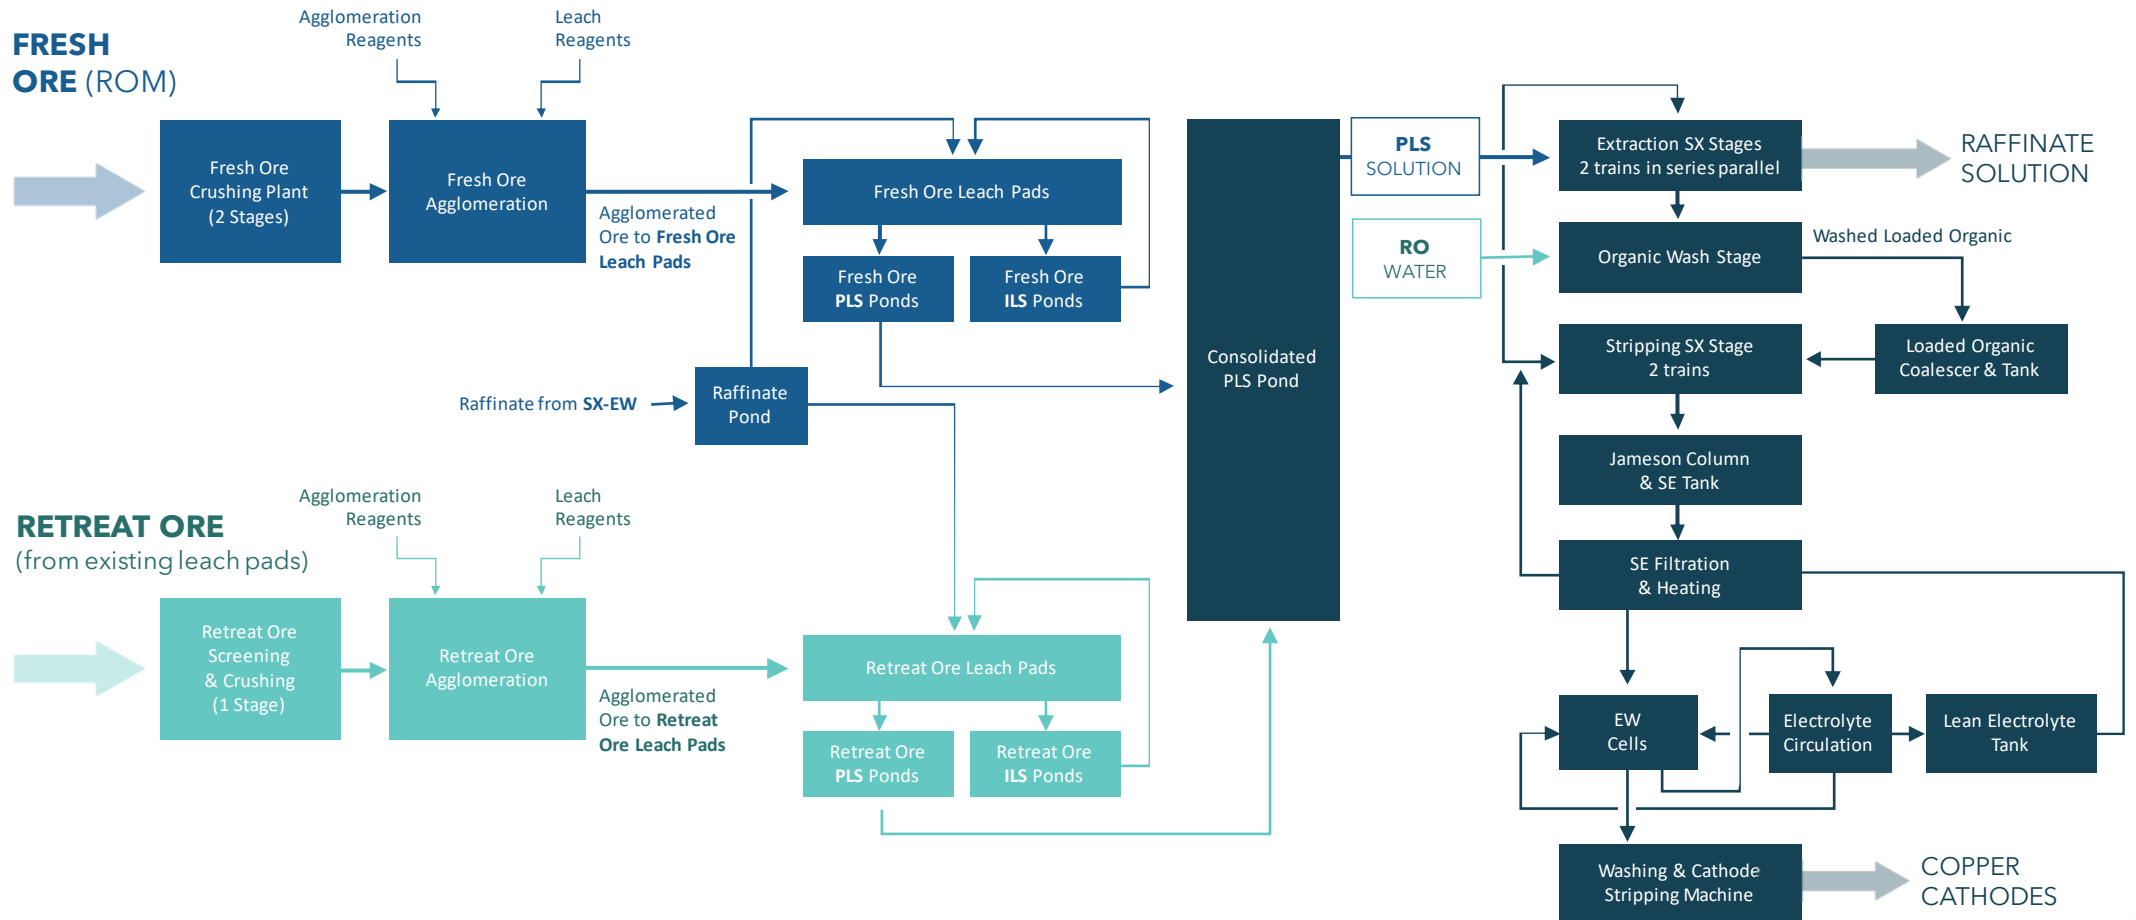 FRESH
ORE (ROM)
Agglomeration
Reagents
Leach
Reagents
Fresh Ore
Crushing Plant
(2 Stages)
Fresh Ore
Agglomeration
Agglomerated
Ore to Fresh Ore
Leach Pads
Fresh Ore Leach Pads
Fresh Ore
PLS Ponds
Fresh Ore
ILS Ponds
Raffinate from SX-EW
Raffinate
Pond
RETREAT ORE
(from existing leach pads)
Agglomeration
Reagents
Leach
Reagents
Retreat Ore
Screening
& Crushing
(1 Stage)
Retreat Ore
Agglomeration
Agglomerated
Ore to Retreat
Ore Leach Pads
Retreat Ore Leach Pads
Retreat Ore
PLS Ponds
Retreat Ore
ILS Ponds
Consolidated
PLS Pond
PLS
SOLUTION
RO
WATER
Extraction SX Stages
2 trains in series parallel
RAFFINATE
SOLUTION
Organic Wash Stage
Washed Loaded Organic
Stripping SX Stage
2 trains
Loaded Organic
Coalescer & Tank
Jameson Column
& SE Tank
SE Filtration
& Heating
EW
Cells
Electrolyte
Circulation
Lean Electrolyte
Tank
Washing & Cathode
Stripping Machine
COPPER
CATHODES